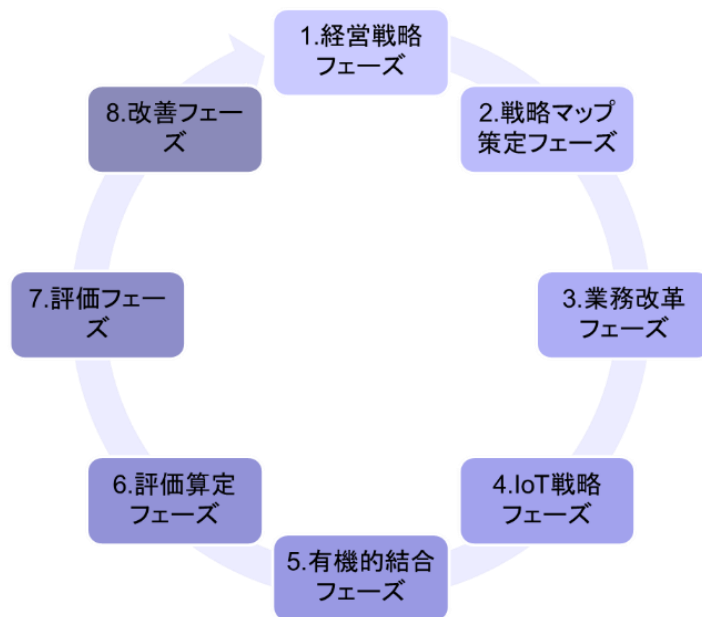 1.経営戦略
フェーズ
2.戦略マップ
策定フェーズ
3.業務改革
フェーズ
4.IoT戦略
フェーズ
5.有機的結合
フェーズ
6.評価算定
フェーズ
7.評価フェー
ズ
8.改善フェー
ズ